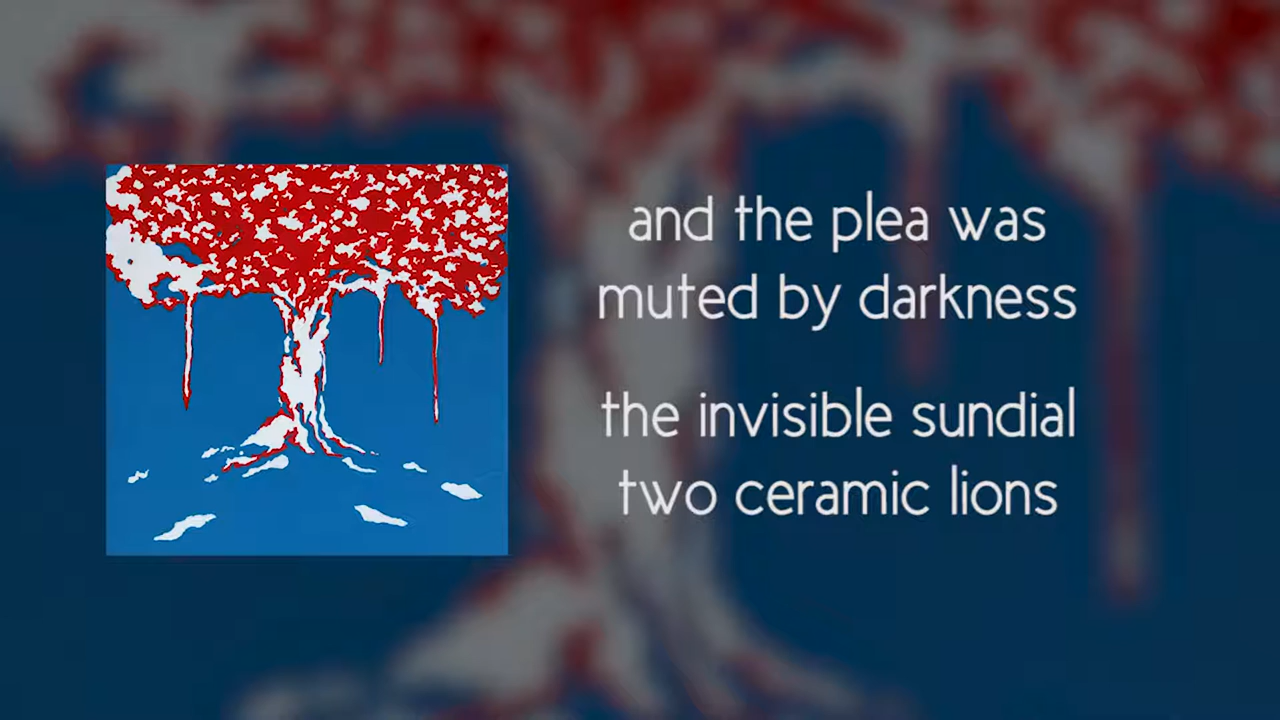 and the plea was
muted by darkness
the invisible sundial
two ceramic lions